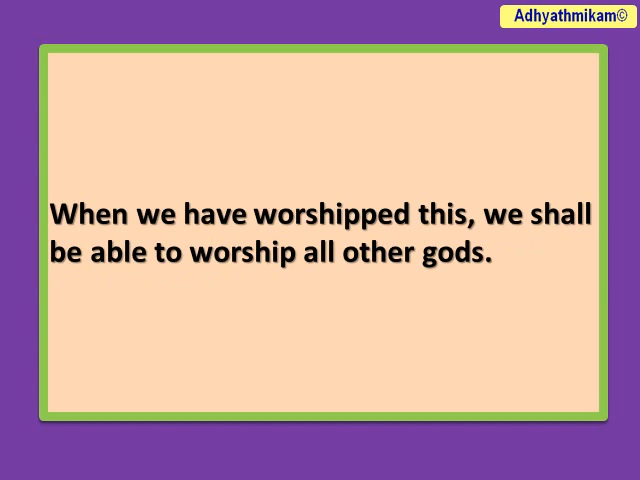 Adhyathmikam©
When we have worshipped this, we shall
be able to worship all other gods.